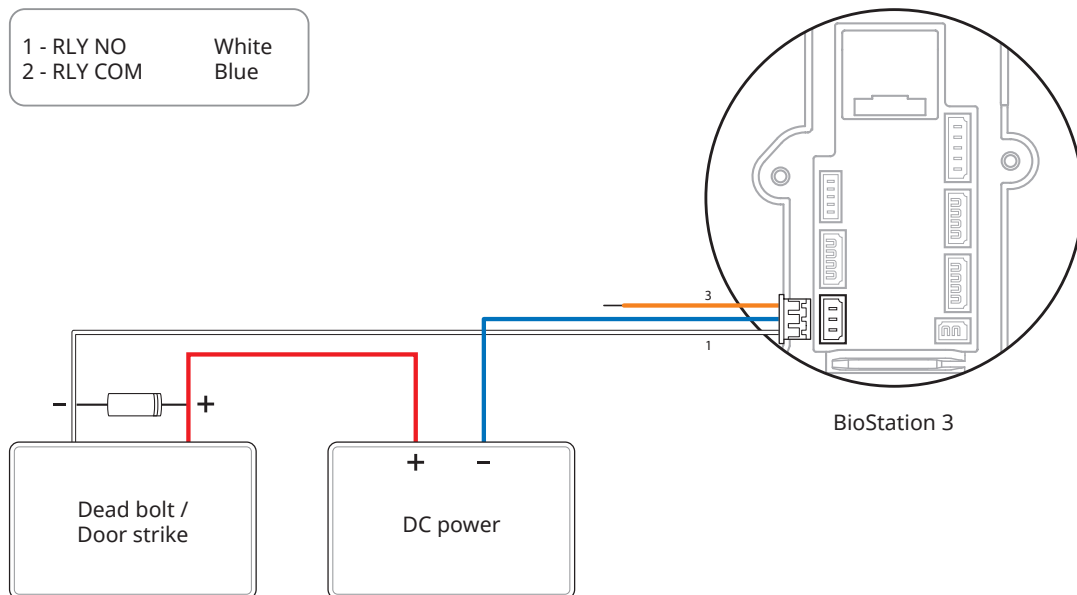 1 - RLY NO White
2 - RLY COM Blue
3
1
BioStation 3
- +
+ -
Dead bolt /
Door strike
DC power